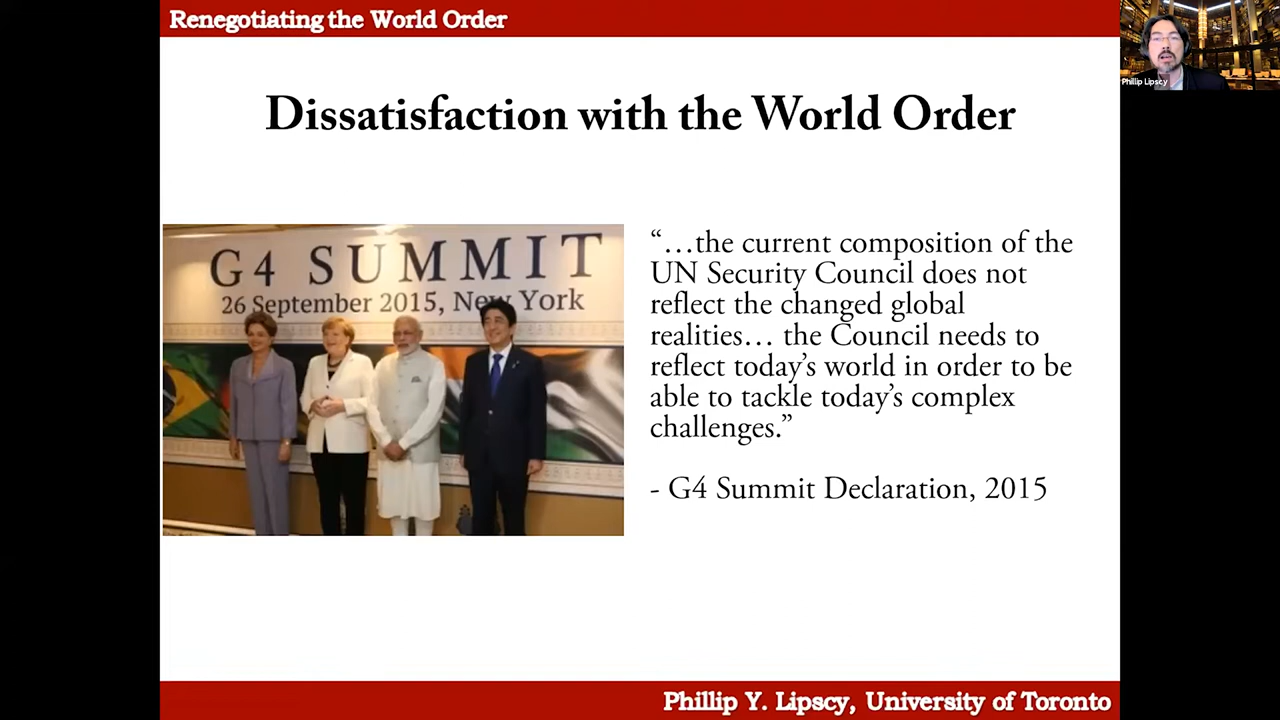 Renegotiating the World Order
Phillip Lipscy
Dissatisfaction with the World Order
G4 SUMMIT
26 September 2015, New York
“…the current composition of the
UN Security Council does not
reflect the changed global
realities… the Council needs to
reflect today’s world in order to be
able to tackle today’s complex
challenges.”
- G4 Summit Declaration, 2015
Phillip Y. Lipscy, University of Toronto